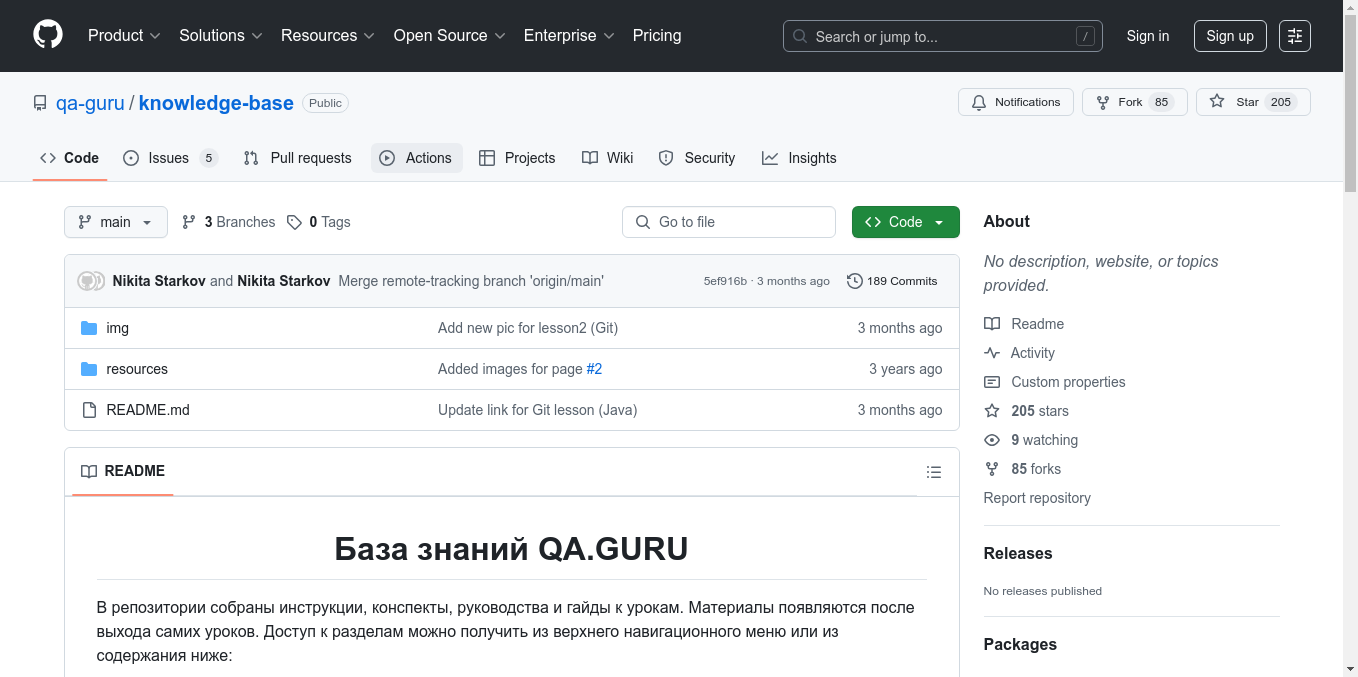 Product Solutions Resources Open Source Enterprise Pricing Search or jump to... / Sign in Sign up
qa-guru / knowledge-base Public Notifications Fork 85 Star 205
Code Issues 5 Pull requests Actions Projects Wiki Security Insights
main 3 Branches 0 Tags Go to file Code
Nikita Starkov and Nikita Starkov Merge remote-tracking branch 'origin/main' 5ef916b · 3 months ago 189 Commits
img Add new pic for lesson2 (Git) 3 months ago
resources Added images for page #2 3 years ago
README.md Update link for Git lesson (Java) 3 months ago
README
База знаний QA.GURU
В репозитории собраны инструкции, конспекты, руководства и гайды к урокам. Материалы появляются после
выхода самих уроков. Доступ к разделам можно получить из верхнего навигационного меню или из
содержания ниже:
About
No description, website, or topics
provided.
Readme
Activity
Custom properties
205 stars
9 watching
85 forks
Report repository
Releases
No releases published
Packages